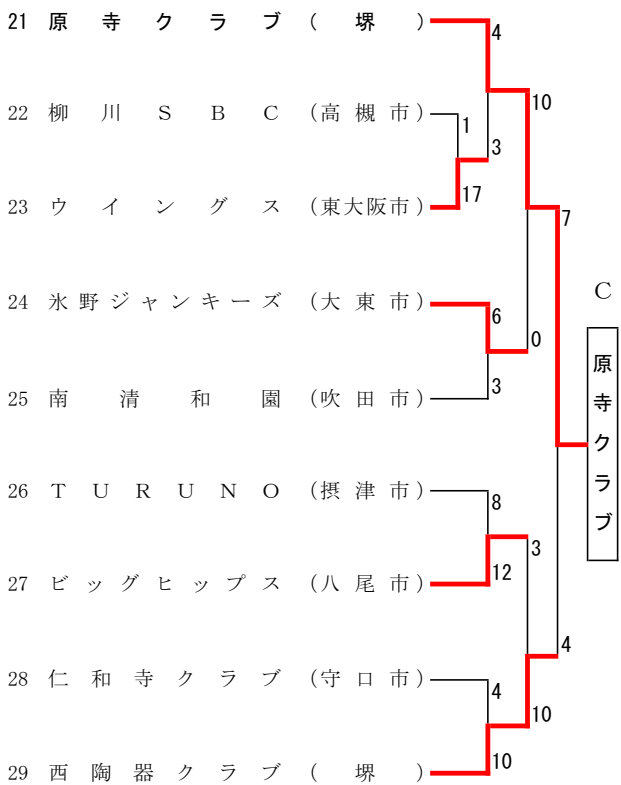 21 原寺クラブ (堺)
4
10
22 柳川SBC (高槻市)
1
3
17
23 ウイングス (東大阪市)
7
C
24 氷野ジャンキーズ (大東市)
6
0
原寺クラブ
3
25 南清和園 (吹田市)
26 TURUNO (摂津市)
8
3
12
27 ビッグヒップス (八尾市)
4
28 仁和寺クラブ (守口市)
4
10
10
29 西陶器クラブ (堺)